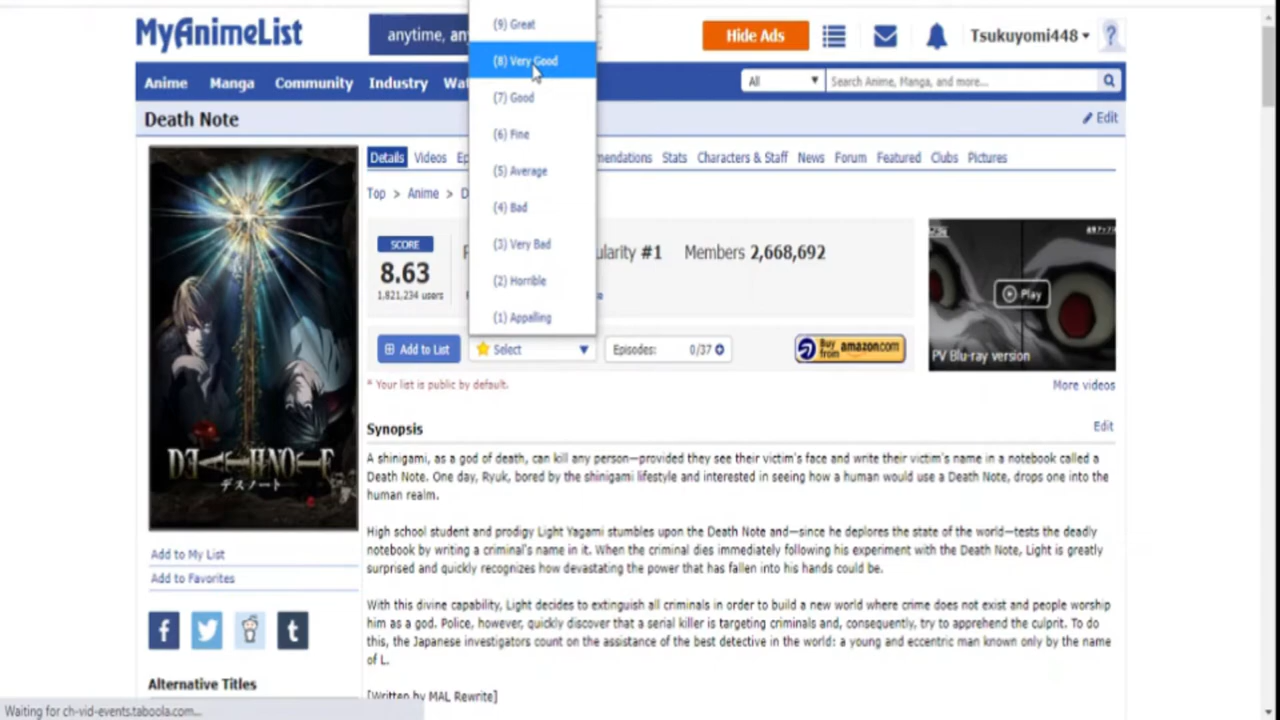 MyAnimeList
anytime, any
Hide Ads
Tsukuyomi448
?
(9) Great
(8) Very Good
(7) Good
(6) Fine
(5) Average
(4) Bad
(3) Very Bad
(2) Horrible
(1) Appalling
Anime Manga Community Industry Wat
All Search Anime, Manga, and more...
Death Note
Edit
Details Videos Ep mendations Stats Characters & Staff News Forum Featured Clubs Pictures
Top > Anime > D
SCORE
8.63
1,821,234 users
R ularity #1 Members 2,668,692
Play
PV Blu-ray version
Add to List Select Episodes: 0/37
Buy from amazon.com
* Your list is public by default.
More videos
DEATH NOTE
デスノート
Synopsis
Edit
A shinigami, as a god of death, can kill any person—provided they see their victim's face and write their victim's name in a notebook called a
Death Note. One day, Ryuk, bored by the shinigami lifestyle and interested in seeing how a human would use a Death Note, drops one into the
human realm.
High school student and prodigy Light Yagami stumbles upon the Death Note and—since he deplores the state of the world—tests the deadly
notebook by writing a criminal's name in it. When the criminal dies immediately following his experiment with the Death Note, Light is greatly
surprised and quickly recognizes how devastating the power that has fallen into his hands could be.
With this divine capability, Light decides to extinguish all criminals in order to build a new world where crime does not exist and people worship
him as a god. Police, however, quickly discover that a serial killer is targeting criminals and, consequently, try to apprehend the culprit. To do
this, the Japanese investigators count on the assistance of the best detective in the world: a young and eccentric man known only by the name
of L.
[Written by MAL Rewrite]
Add to My List
Add to Favorites
f
t
Alternative Titles
Waiting for ch-vid-events.taboola.com...